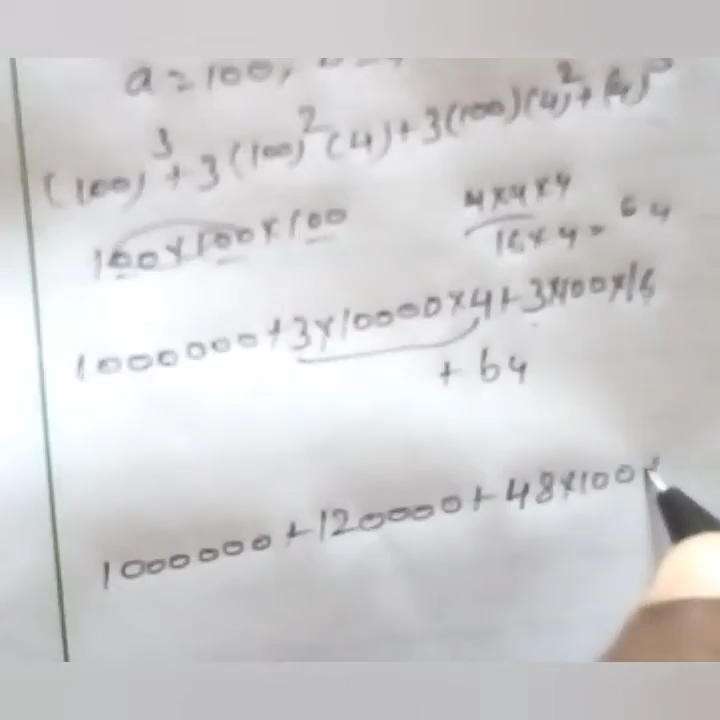 a = 100,
(100)³ + 3(100)²(4) + 3(100)(4)² + (4)³
100×100×100
4×4×4
16×4 = 64
1000000 + 3×10000×4 + 3×100×16
+ 64
1000000 + 120000 + 48×100